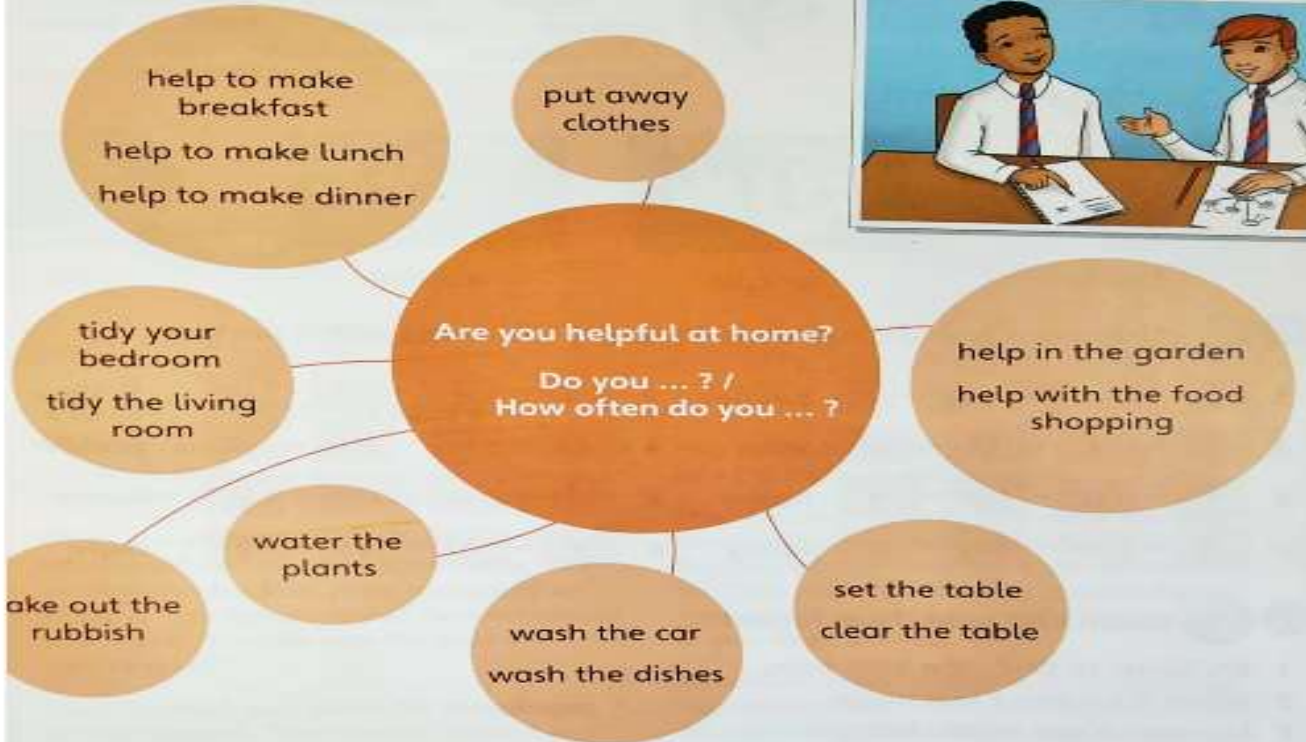 help to make
breakfast
help to make lunch
help to make dinner
put away
clothes
Are you helpful at home?
Do you ... ? /
How often do you ... ?
tidy your
bedroom
tidy the living
room
help in the garden
help with the food
shopping
ake out the
rubbish
water the
plants
wash the car
wash the dishes
set the table
clear the table